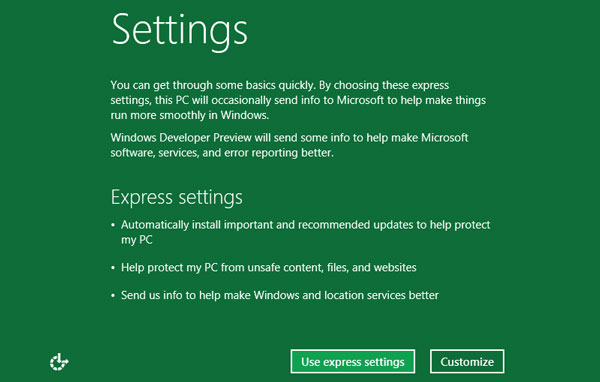 Settings
You can get through some basics quickly. By choosing these express
settings, this PC will occasionally send info to Microsoft to help make things
run more smoothly in Windows.
Windows Developer Preview will send some info to help make Microsoft
software, services, and error reporting better.
Express settings
• Automatically install important and recommended updates to help protect
my PC
• Help protect my PC from unsafe content, files, and websites
• Send us info to help make Windows and location services better
Use express settings
Customize